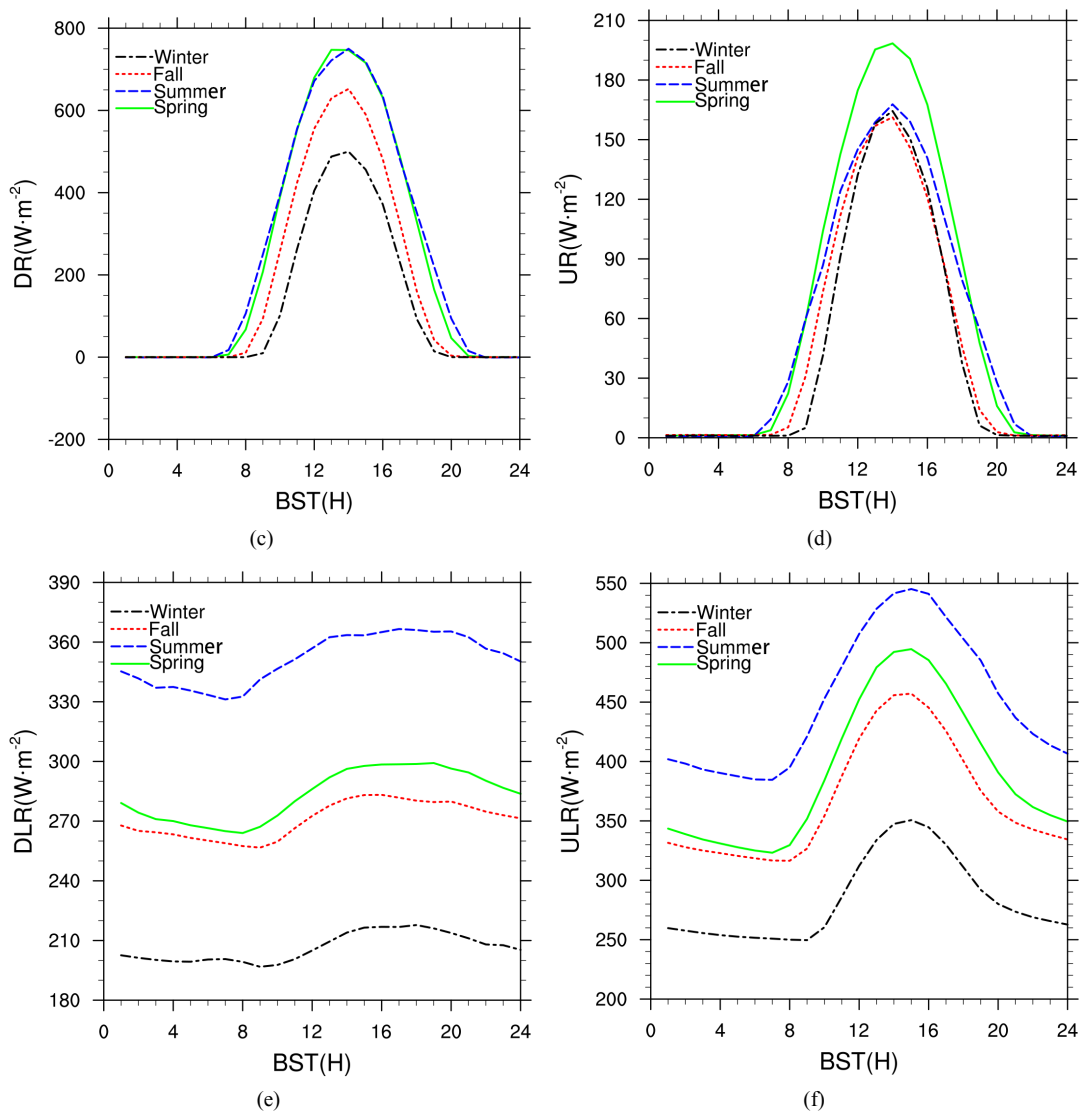 800
600
400
200
0
-200
DR(W·m-2)
Winter
Fall
Summer
Spring
0 4 8 12 16 20 24
BST(H)
(c)
210
180
150
120
90
60
30
0
UR(W·m-2)
Winter
Fall
Summer
Spring
0 4 8 12 16 20 24
BST(H)
(d)
390
360
330
300
270
240
210
180
DLR(W·m-2)
Winter
Fall
Summer
Spring
0 4 8 12 16 20 24
BST(H)
(e)
550
500
450
400
350
300
250
200
ULR(W·m-2)
Winter
Fall
Summer
Spring
0 4 8 12 16 20 24
BST(H)
(f)